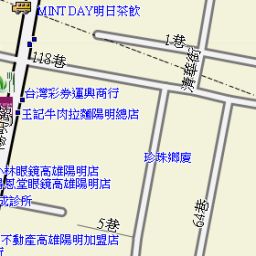 MINT DAY明日茶飲
1巷
118巷
清華街
台灣彩券運興商行
王記牛肉拉麵陽明總店
珍珠鄉廈
小林眼鏡高雄陽明店
恩堂眼鏡高雄陽明店
診所
64巷
5巷
不動產高雄陽明加盟店